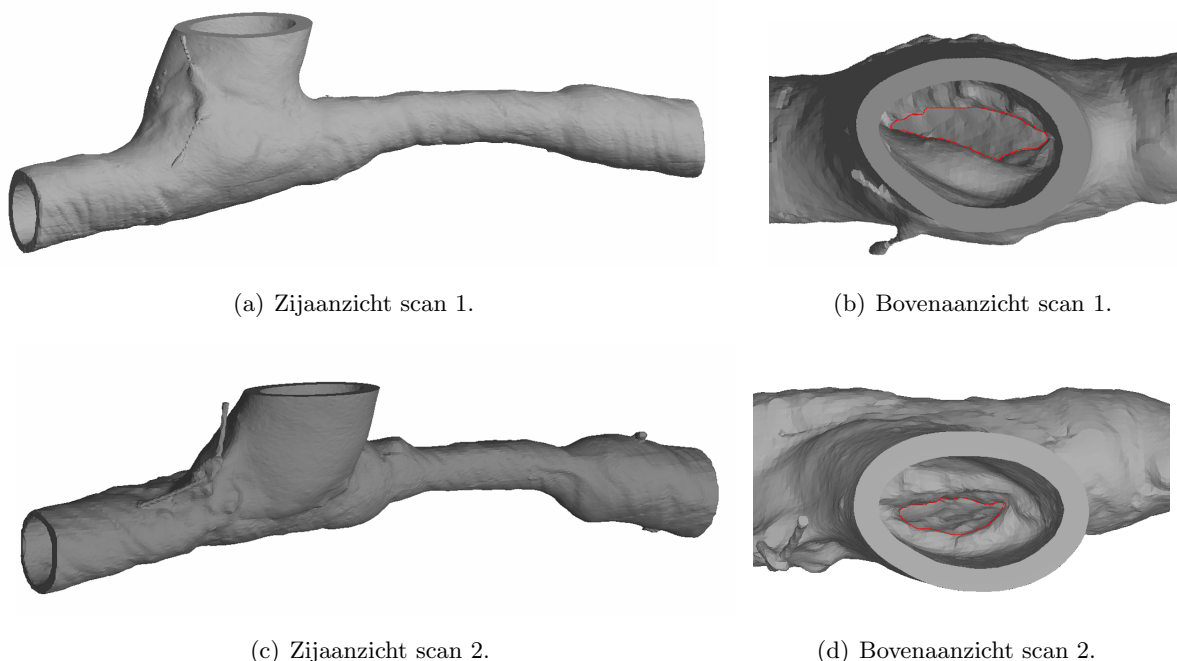 (a) Zijaanzicht scan 1.
(b) Bovenaanzicht scan 1.
(c) Zijaanzicht scan 2.
(d) Bovenaanzicht scan 2.